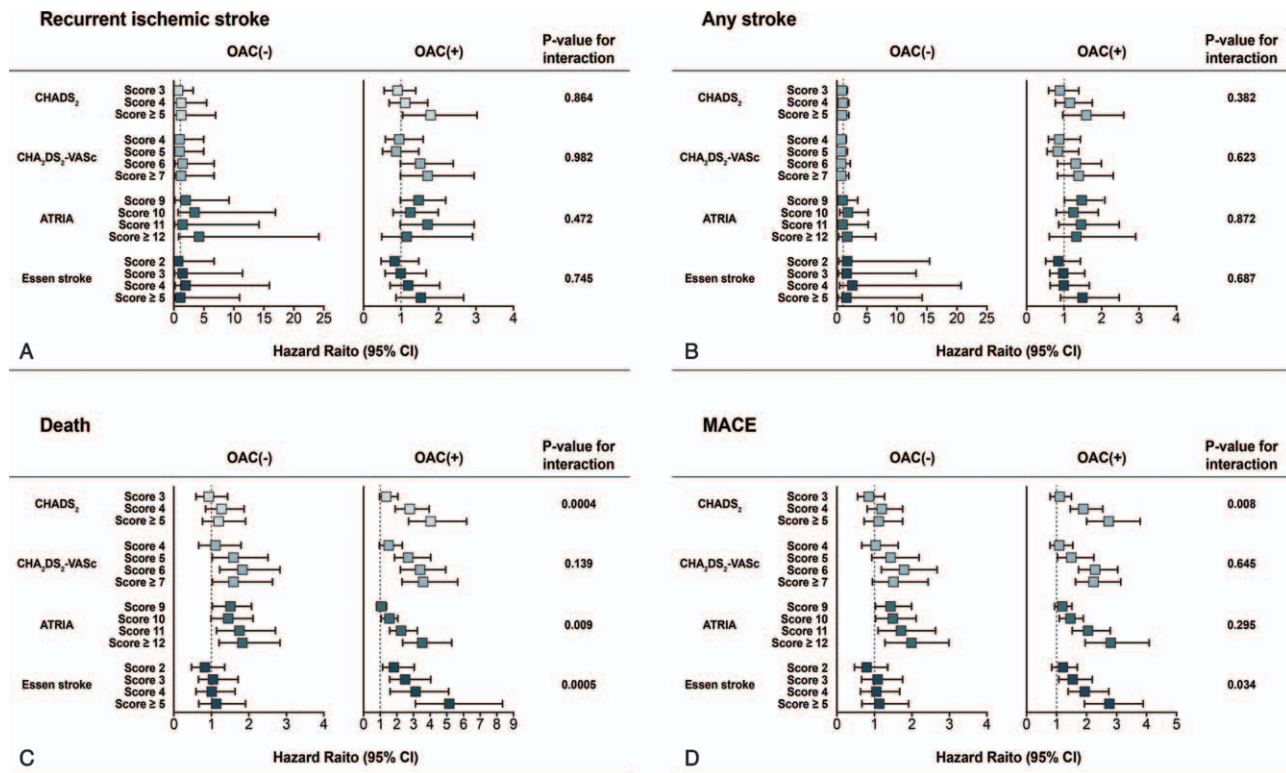 Recurrent ischemic stroke
OAC(-) OAC(+) P-value for
interaction
CHADS2
Score 3
Score 4
Score ≥ 5
0.864
CHA2DS2-VASc
Score 4
Score 5
Score 6
Score ≥ 7
0.982
ATRIA
Score 9
Score 10
Score 11
Score ≥ 12
0.472
Essen stroke
Score 2
Score 3
Score 4
Score ≥ 5
0.745
0 5 10 15 20 25 0 1 2 3 4
A
Hazard Raito (95% CI)
Any stroke
OAC(-) OAC(+) P-value for
interaction
CHADS2
Score 3
Score 4
Score ≥ 5
0.382
CHA2DS2-VASc
Score 4
Score 5
Score 6
Score ≥ 7
0.623
ATRIA
Score 9
Score 10
Score 11
Score ≥ 12
0.872
Essen stroke
Score 2
Score 3
Score 4
Score ≥ 5
0.687
0 5 10 15 20 25 0 1 2 3 4
B
Hazard Raito (95% CI)
Death
OAC(-) OAC(+) P-value for
interaction
CHADS2
Score 3
Score 4
Score ≥ 5
0.0004
CHA2DS2-VASc
Score 4
Score 5
Score 6
Score ≥ 7
0.139
ATRIA
Score 9
Score 10
Score 11
Score ≥ 12
0.009
Essen stroke
Score 2
Score 3
Score 4
Score ≥ 5
0.0005
0 1 2 3 4 0 1 2 3 4 5 6 7 8 9
C
Hazard Raito (95% CI)
MACE
OAC(-) OAC(+) P-value for
interaction
CHADS2
Score 3
Score 4
Score ≥ 5
0.008
CHA2DS2-VASc
Score 4
Score 5
Score 6
Score ≥ 7
0.645
ATRIA
Score 9
Score 10
Score 11
Score ≥ 12
0.295
Essen stroke
Score 2
Score 3
Score 4
Score ≥ 5
0.034
0 1 2 3 4 0 1 2 3 4 5
D
Hazard Raito (95% CI)